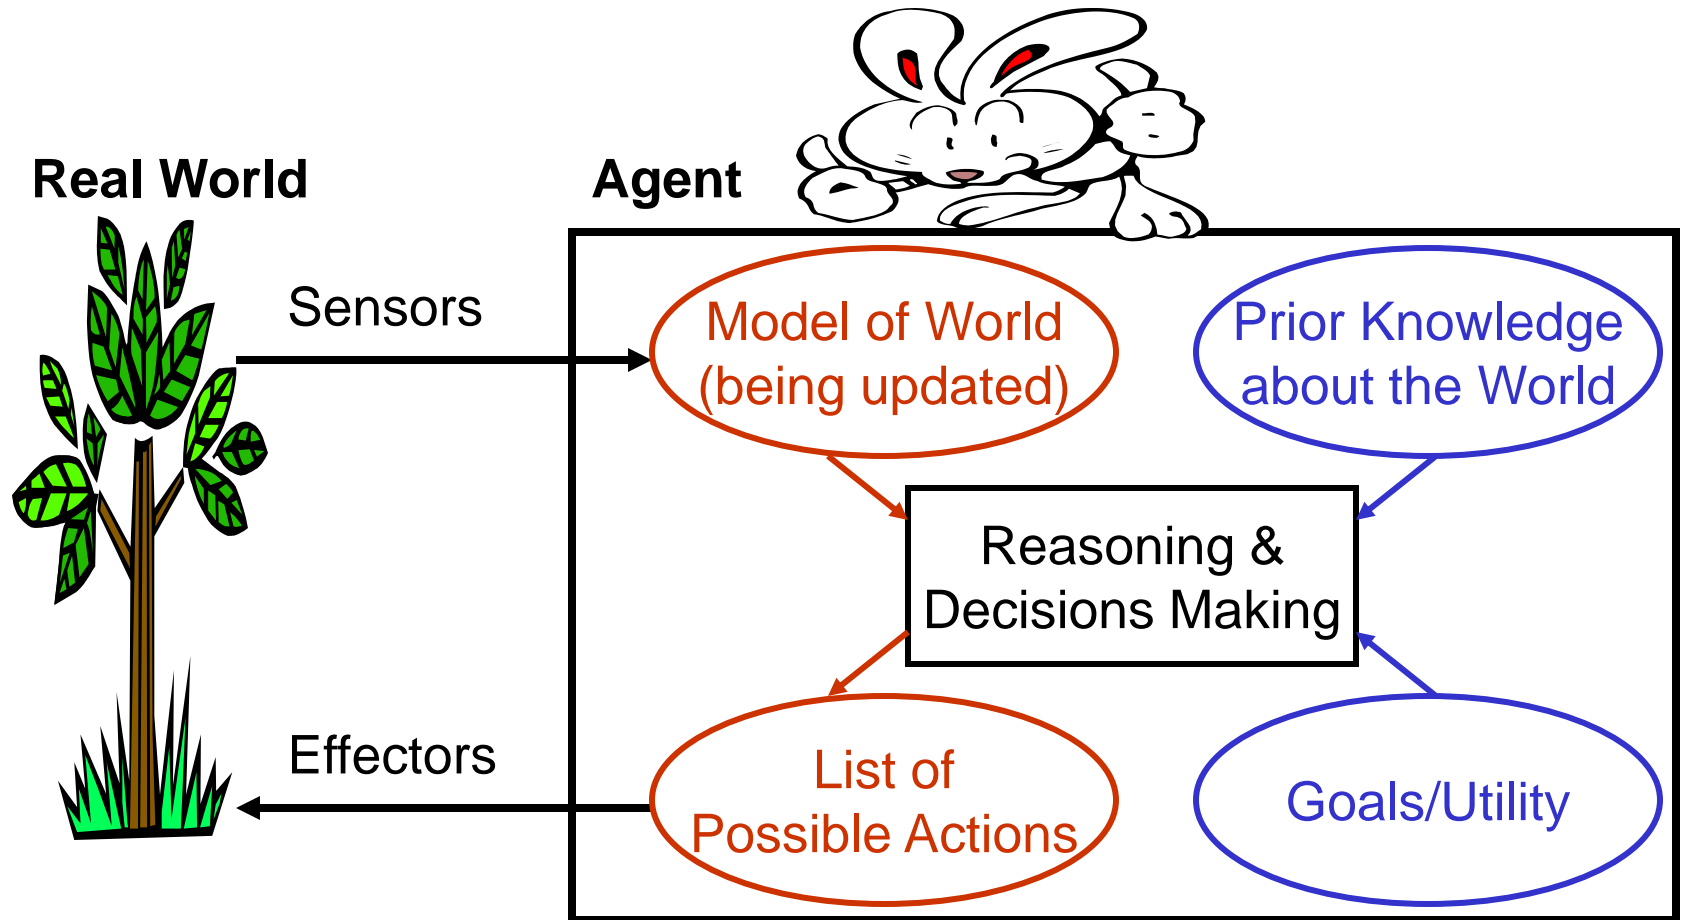 Real World
Agent
Sensors
Model of World
(being updated)
Prior Knowledge
about the World
Reasoning &
Decisions Making
Effectors
List of
Possible Actions
Goals/Utility